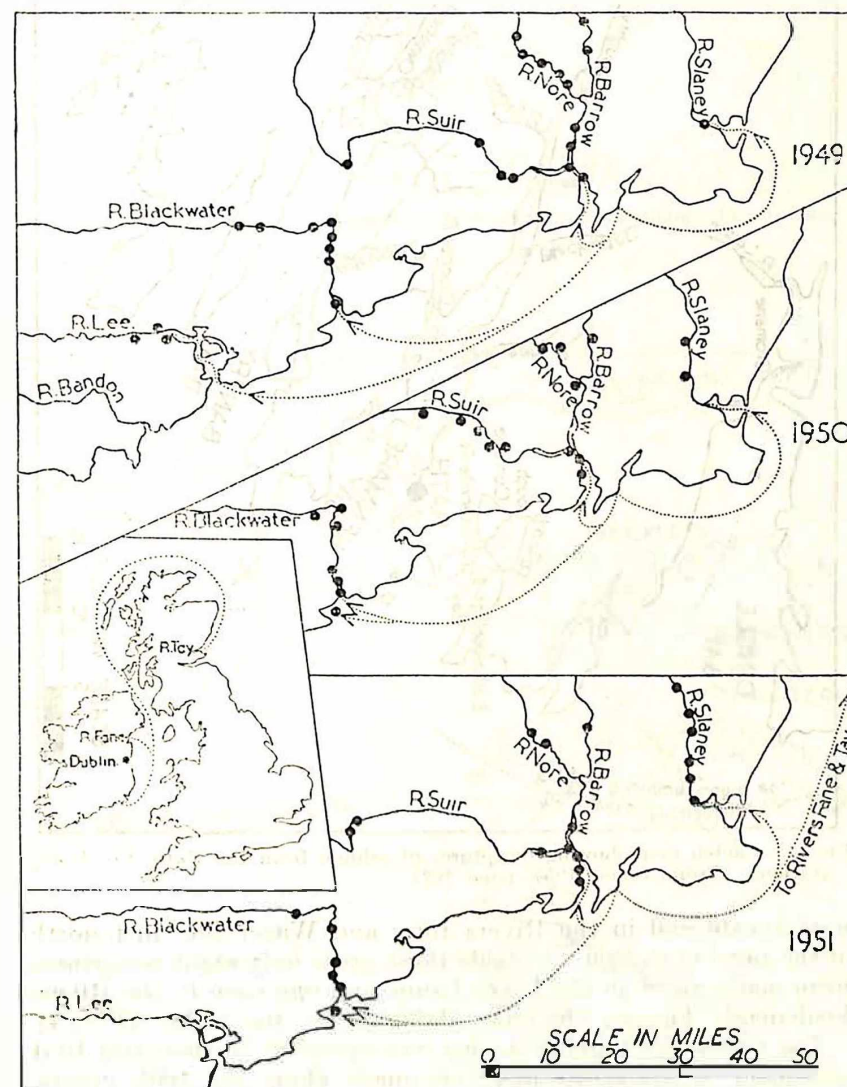 R.Nore
R.Barrow
R.Slaney
R.Suir
1949
R.Blackwater
R.Lee
R.Bandon
R.Slaney
R.Nore
R.Barrow
R.Suir
1950
R.Blackwater
R.Tay
R.Fane
Dublin
R.Slaney
R.Nore
R.Barrow
R.Suir
To Rivers Fane & Tay
R.Blackwater
1951
R.Lee
SCALE IN MILES
0 10 20 30 40 50